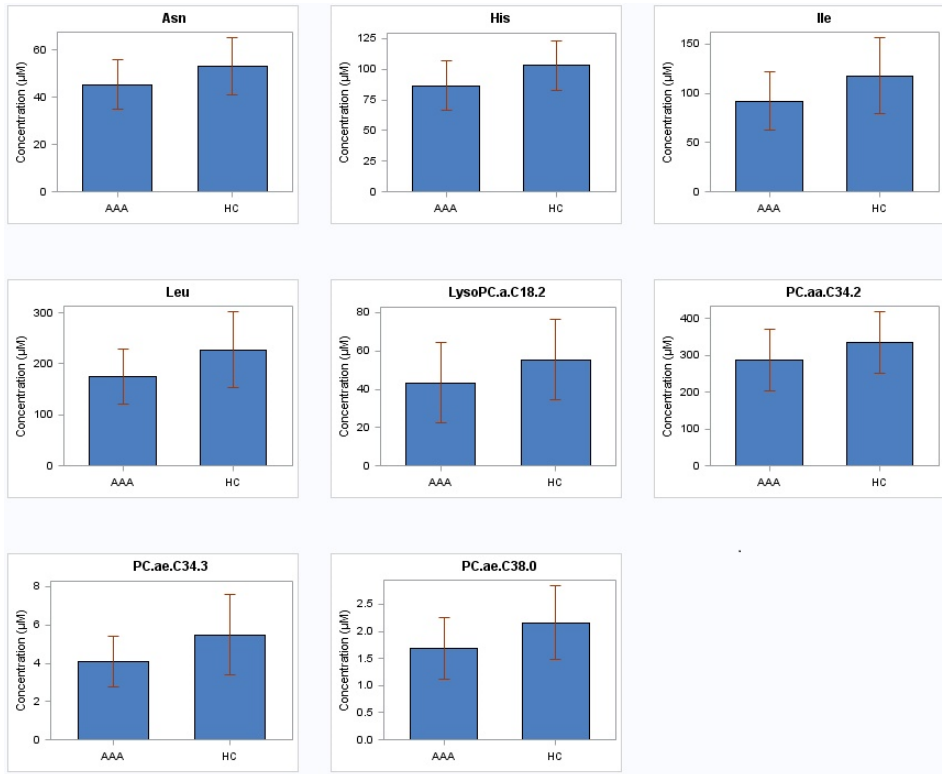 Asn
Concentration (µM)
60
40
20
0
AAA
HC
His
Concentration (µM)
125
100
75
50
25
0
AAA
HC
Ile
Concentration (µM)
150
100
50
0
AAA
HC
Leu
Concentration (µM)
300
200
100
0
AAA
HC
LysoPC.a.C18.2
Concentration (µM)
80
60
40
20
0
AAA
HC
PC.aa.C34.2
Concentration (µM)
400
300
200
100
0
AAA
HC
PC.ae.C34.3
Concentration (µM)
8
6
4
2
0
AAA
HC
PC.ae.C38.0
Concentration (µM)
2.5
2.0
1.5
1.0
0.5
0.0
AAA
HC